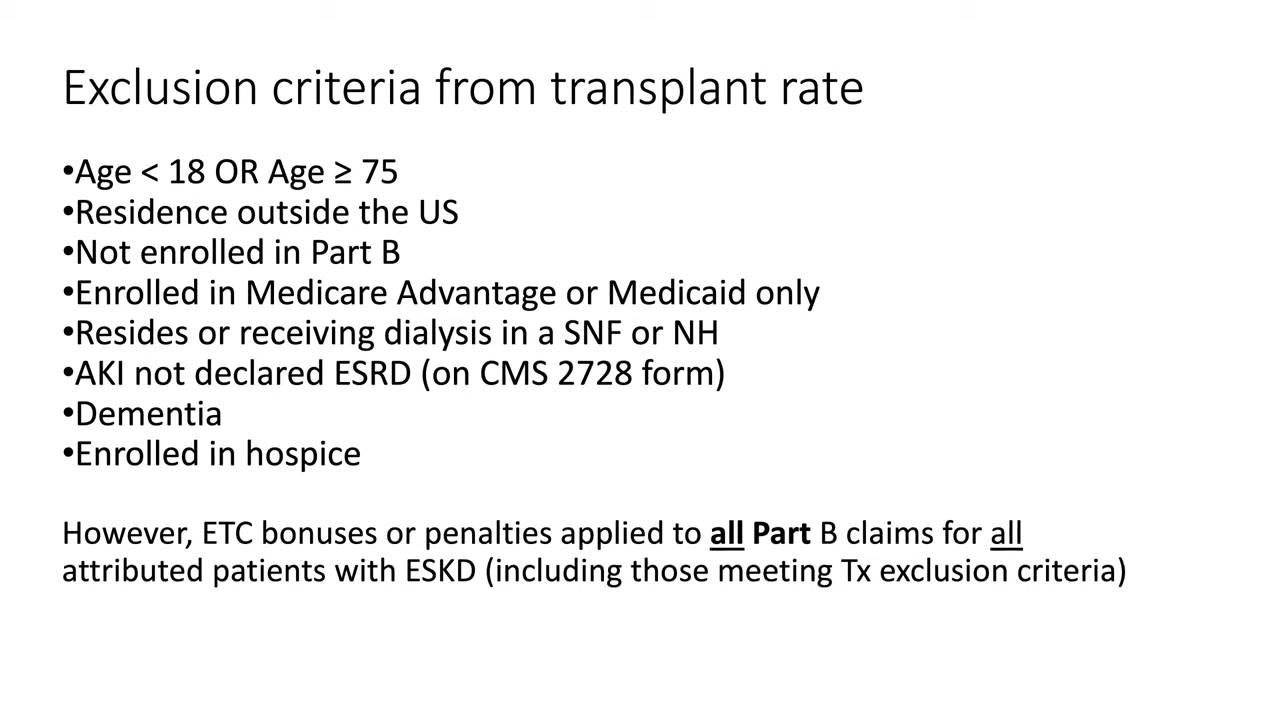 Exclusion criteria from transplant rate
•Age < 18 OR Age ≥ 75
•Residence outside the US
•Not enrolled in Part B
•Enrolled in Medicare Advantage or Medicaid only
•Resides or receiving dialysis in a SNF or NH
•AKI not declared ESRD (on CMS 2728 form)
•Dementia
•Enrolled in hospice
However, ETC bonuses or penalties applied to all Part B claims for all
attributed patients with ESKD (including those meeting Tx exclusion criteria)